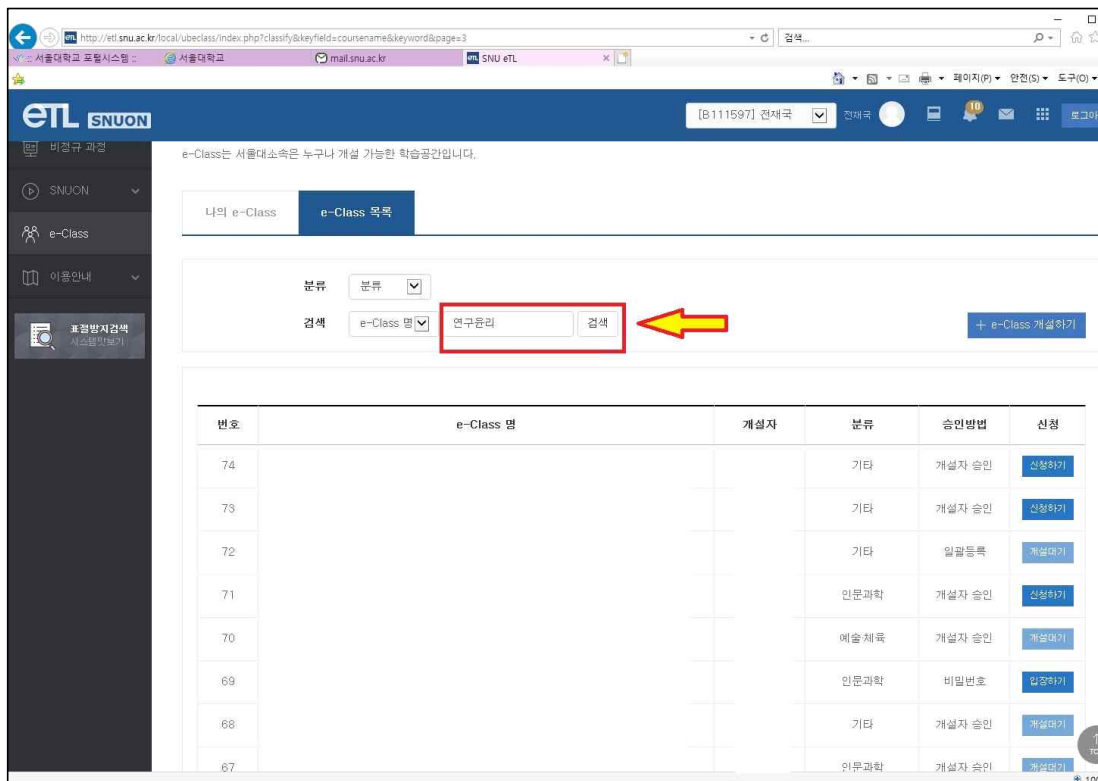 http://etl.snu.ac.kr/local/ubeclass/index.php?classify&keyfield=coursename&keyword&page=3
검색...
:: 서울대학교 포털시스템 ::
서울대학교
mail.snu.ac.kr
SNU eTL
페이지(P)
안전(S)
도구(O)
eTL SNUON
[B111597] 전재국
전재국
10
로그아
비정규 과정
e-Class는 서울대소속은 누구나 개설 가능한 학습공간입니다.
SNUON
나의 e-Class
e-Class 목록
e-Class
이용안내
분류
분류
표절방지검색
시스템맛보기
검색
e-Class 명
연구윤리
검색
+ e-Class 개설하기
번호 e-Class 명 개설자 분류 승인방법 신청
74 기타 개설자 승인 신청하기
73 기타 개설자 승인 신청하기
72 기타 일괄등록 개설대기
71 인문과학 개설자 승인 신청하기
70 예술체육 개설자 승인 개설대기
69 인문과학 비밀번호 입장하기
68 기타 개설자 승인 개설대기
67 인문과학 개설자 승인 개설대기